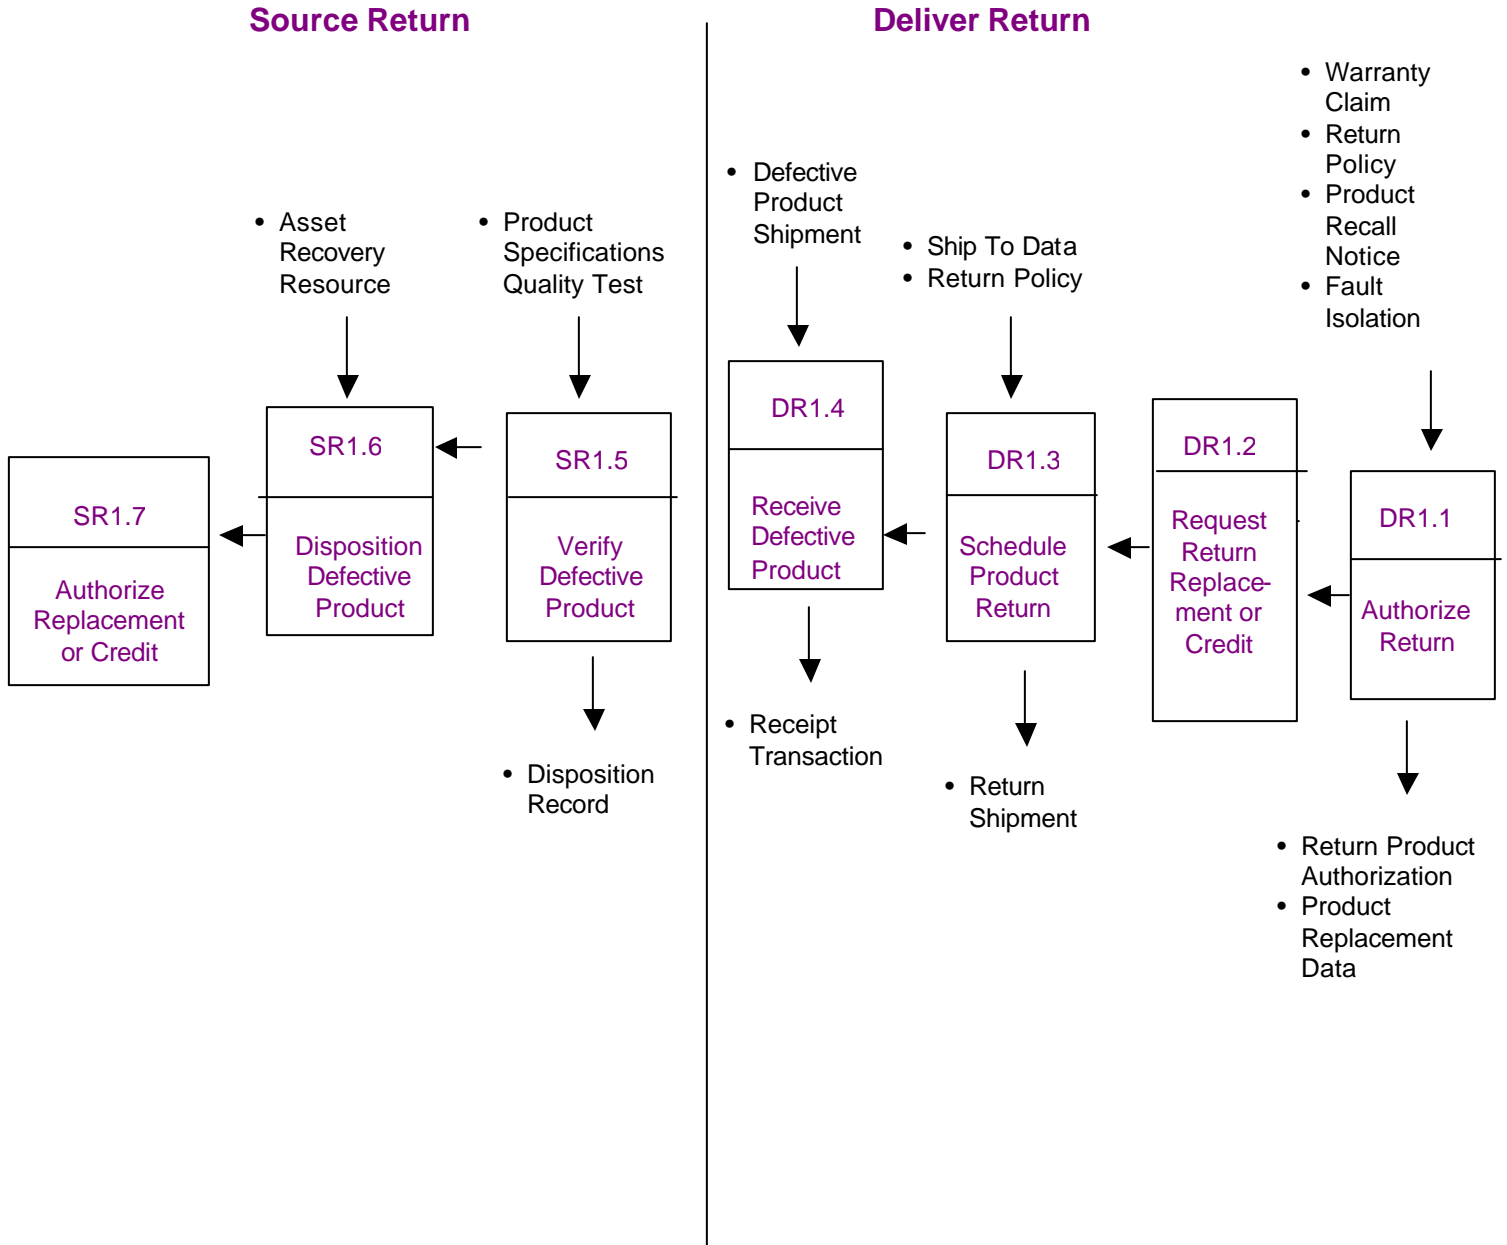 Source Return
Deliver Return
• Warranty
Claim
• Return
Policy
• Product
Recall
Notice
• Fault
Isolation
• Defective
Product
Shipment
• Asset
Recovery
Resource
• Product
Specifications
Quality Test
• Ship To Data
• Return Policy
SR1.7
Authorize
Replacement
or Credit
SR1.6
Disposition
Defective
Product
SR1.5
Verify
Defective
Product
DR1.4
Receive
Defective
Product
DR1.3
Schedule
Product
Return
DR1.2
Request
Return
Replace-
ment or
Credit
DR1.1
Authorize
Return
• Disposition
Record
• Receipt
Transaction
• Return
Shipment
• Return Product
Authorization
• Product
Replacement
Data